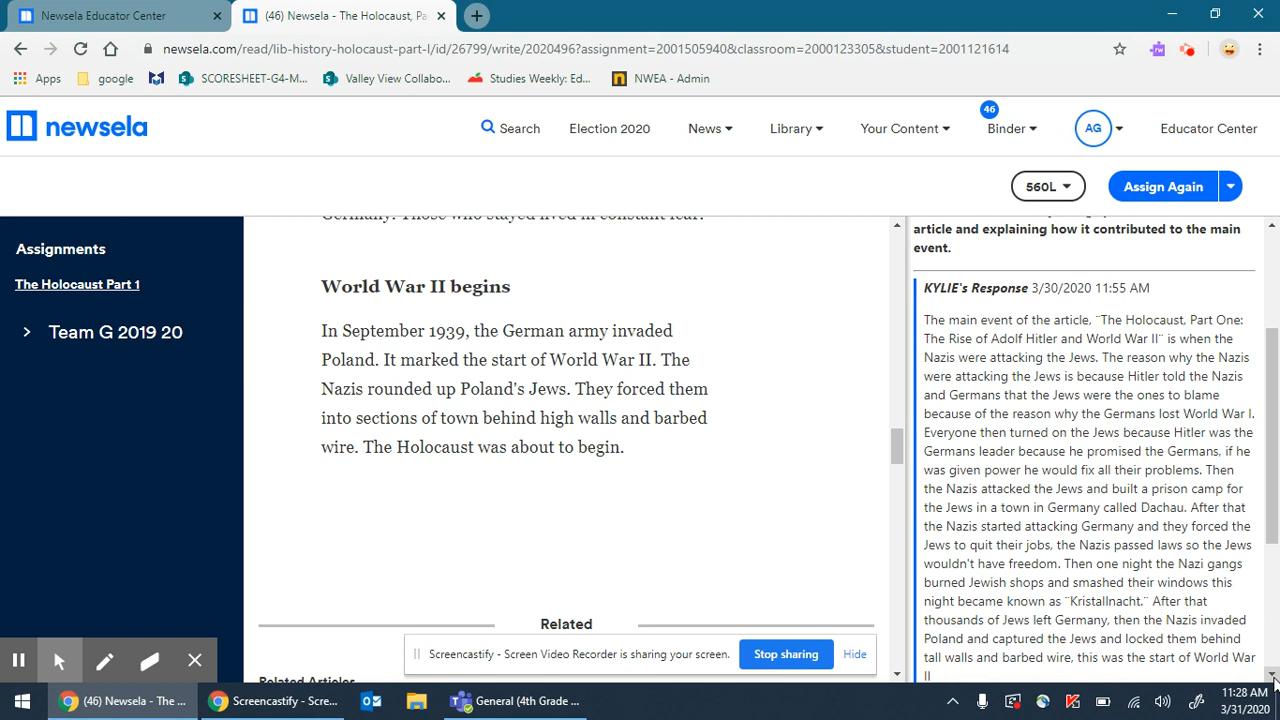 Newsela Educator Center
(46) Newsela - The Holocaust, Pa
newsela.com/read/lib-history-holocaust-part-I/id/26799/write/2020496?assignment=2001505940&classroom=2000123305&student=2001121614
Apps
google
SCORESHEET-G4-M...
Valley View Collabo...
Studies Weekly: Ed...
NWEA - Admin
newsela
Search
Election 2020
News
Library
Your Content
46
Binder
AG
Educator Center
560L
Assign Again
Assignments
The Holocaust Part 1
Team G 2019 20
Germany. Those who stayed lived in constant fear.
World War II begins
In September 1939, the German army invaded
Poland. It marked the start of World War II. The
Nazis rounded up Poland's Jews. They forced them
into sections of town behind high walls and barbed
wire. The Holocaust was about to begin.
Related
Related Articles
article and explaining how it contributed to the main
event.
KYLIE's Response 3/30/2020 11:55 AM
The main event of the article, ¨The Holocaust, Part One:
The Rise of Adolf Hitler and World War II¨ is when the
Nazis were attacking the Jews. The reason why the Nazis
were attacking the Jews is because Hitler told the Nazis
and Germans that the Jews were the ones to blame
because of the reason why the Germans lost World War I.
Everyone then turned on the Jews because Hitler was the
Germans leader because he promised the Germans, if he
was given power he would fix all their problems. Then
the Nazis attacked the Jews and built a prison camp for
the Jews in a town in Germany called Dachau. After that
the Nazis started attacking Germany and they forced the
Jews to quit their jobs, the Nazis passed laws so the Jews
wouldn't have freedom. Then one night the Nazi gangs
burned Jewish shops and smashed their windows this
night became known as ¨Kristallnacht.¨ After that
thousands of Jews left Germany, then the Nazis invaded
Poland and captured the Jews and locked them behind
tall walls and barbed wire, this was the start of World War
II
Screencastify - Screen Video Recorder is sharing your screen.
Stop sharing
Hide
(46) Newsela - The ...
Screencastify - Scre...
General (4th Grade ...
11:28 AM
3/31/2020